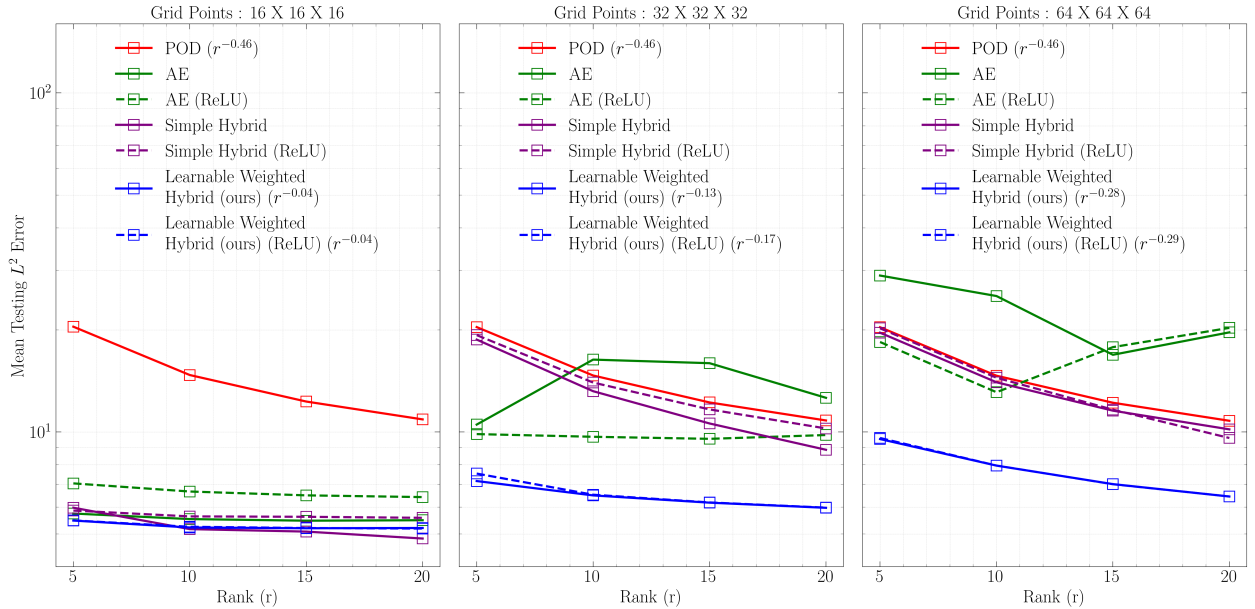 Grid Points : 16 X 16 X 16
POD (r^{-0.46})
AE
AE (ReLU)
Simple Hybrid
Simple Hybrid (ReLU)
Learnable Weighted
Hybrid (ours) (r^{-0.04})
Learnable Weighted
Hybrid (ours) (ReLU) (r^{-0.04})
10^2
10^1
Mean Testing L^2 Error
5 10 15 20
Rank (r)
Grid Points : 32 X 32 X 32
POD (r^{-0.46})
AE
AE (ReLU)
Simple Hybrid
Simple Hybrid (ReLU)
Learnable Weighted
Hybrid (ours) (r^{-0.13})
Learnable Weighted
Hybrid (ours) (ReLU) (r^{-0.17})
5 10 15 20
Rank (r)
Grid Points : 64 X 64 X 64
POD (r^{-0.46})
AE
AE (ReLU)
Simple Hybrid
Simple Hybrid (ReLU)
Learnable Weighted
Hybrid (ours) (r^{-0.28})
Learnable Weighted
Hybrid (ours) (ReLU) (r^{-0.29})
5 10 15 20
Rank (r)